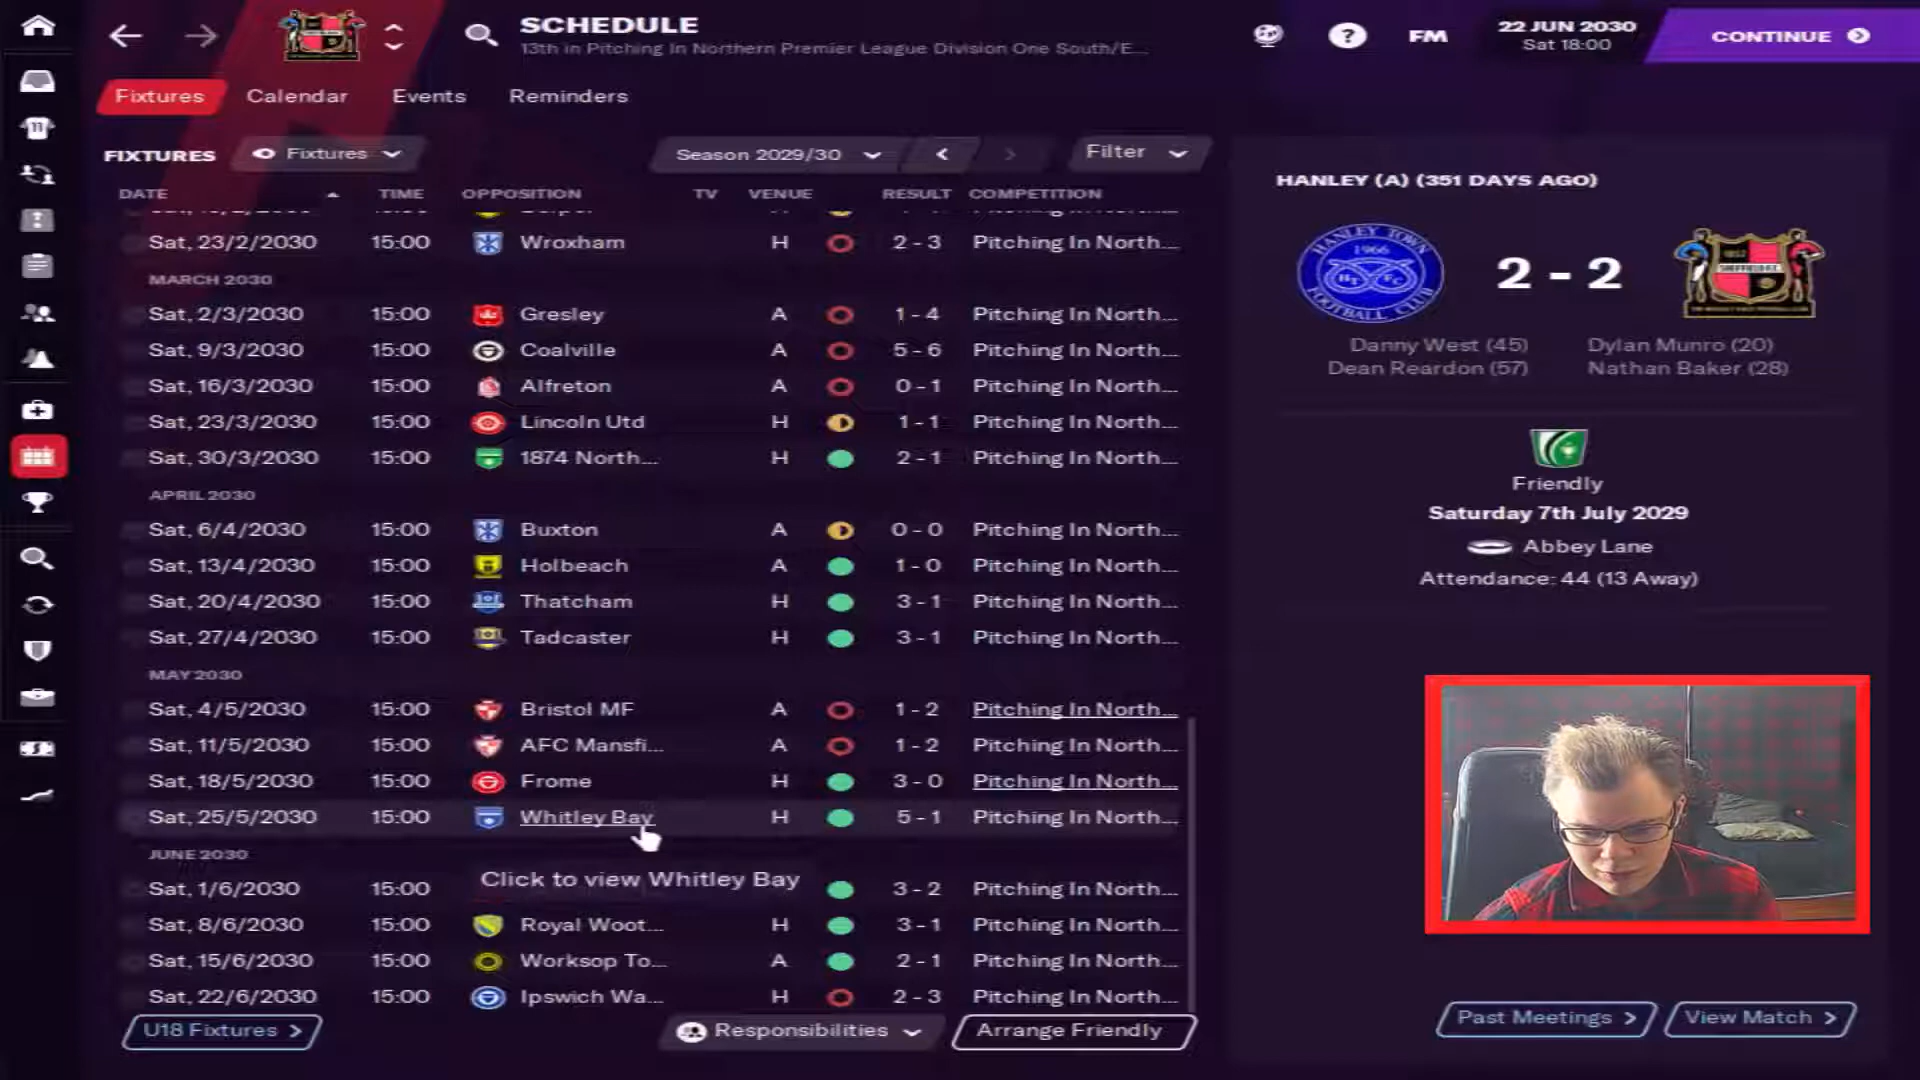 SCHEDULE
13th in Pitching In Northern Premier League Division One South/E...
FM
22 JUN 2030
Sat 18:00
CONTINUE
Fixtures
Calendar
Events
Reminders
FIXTURES
Fixtures
Season 2029/30
Filter
DATE TIME OPPOSITION TV VENUE RESULT COMPETITION
Sat, 23/2/2030 15:00 Wroxham H 2 - 3 Pitching In North...
MARCH 2030
Sat, 2/3/2030 15:00 Gresley A 1 - 4 Pitching In North...
Sat, 9/3/2030 15:00 Coalville A 5 - 6 Pitching In North...
Sat, 16/3/2030 15:00 Alfreton A 0 - 1 Pitching In North...
Sat, 23/3/2030 15:00 Lincoln Utd H 1 - 1 Pitching In North...
Sat, 30/3/2030 15:00 1874 North... H 2 - 1 Pitching In North...
APRIL 2030
Sat, 6/4/2030 15:00 Buxton A 0 - 0 Pitching In North...
Sat, 13/4/2030 15:00 Holbeach A 1 - 0 Pitching In North...
Sat, 20/4/2030 15:00 Thatcham H 3 - 1 Pitching In North...
Sat, 27/4/2030 15:00 Tadcaster H 3 - 1 Pitching In North...
MAY 2030
Sat, 4/5/2030 15:00 Bristol MF A 1 - 2 Pitching In North...
Sat, 11/5/2030 15:00 AFC Mansfi... A 1 - 2 Pitching In North...
Sat, 18/5/2030 15:00 Frome H 3 - 0 Pitching In North...
Sat, 25/5/2030 15:00 Whitley Bay H 5 - 1 Pitching In North...
JUNE 2030
Click to view Whitley Bay
Sat, 1/6/2030 15:00 3 - 2 Pitching In North...
Sat, 8/6/2030 15:00 Royal Woot... H 3 - 1 Pitching In North...
Sat, 15/6/2030 15:00 Worksop To... A 2 - 1 Pitching In North...
Sat, 22/6/2030 15:00 Ipswich Wa... H 2 - 3 Pitching In North...
U18 Fixtures
Responsibilities
Arrange Friendly
HANLEY (A) (351 DAYS AGO)
HANLEY TOWN
1966
FOOTBALL CLUB
2 - 2
Danny West (45)
Dean Reardon (57)
Dylan Munro (20)
Nathan Baker (28)
Friendly
Saturday 7th July 2029
Abbey Lane
Attendance: 44 (13 Away)
Past Meetings
View Match